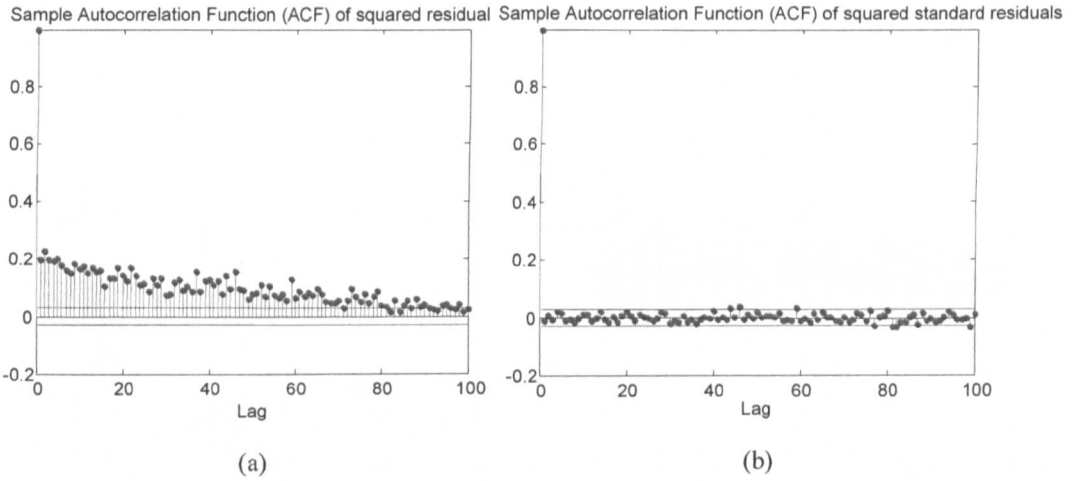 Sample Autocorrelation Function (ACF) of squared residual
0.8
0.6
0.4
0.2
0
-0.2
0 20 40 60 80 100
Lag
(a)
Sample Autocorrelation Function (ACF) of squared standard residuals
0.8
0.6
0.4
0.2
0
-0.2
0 20 40 60 80 100
Lag
(b)